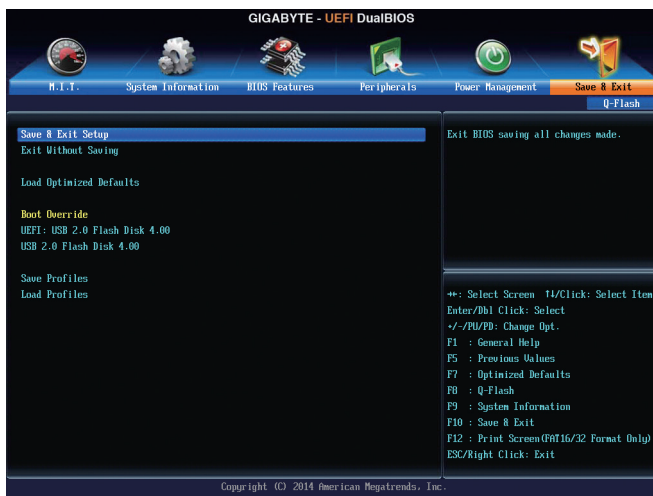 GIGABYTE - UEFI DualBIOS
M.I.T. System Information BIOS Features Peripherals Power Management Save & Exit
Q-Flash
Save & Exit Setup
Exit Without Saving
Load Optimized Defaults
Boot Override
UEFI: USB 2.0 Flash Disk 4.00
USB 2.0 Flash Disk 4.00
Save Profiles
Load Profiles
Exit BIOS saving all changes made.
→←: Select Screen ↑↓/Click: Select Item
Enter/Dbl Click: Select
+/-/PU/PD: Change Opt.
F1 : General Help
F5 : Previous Values
F7 : Optimized Defaults
F8 : Q-Flash
F9 : System Information
F10 : Save & Exit
F12 : Print Screen(FAT16/32 Format Only)
ESC/Right Click: Exit
Copyright (C) 2014 American Megatrends, Inc.